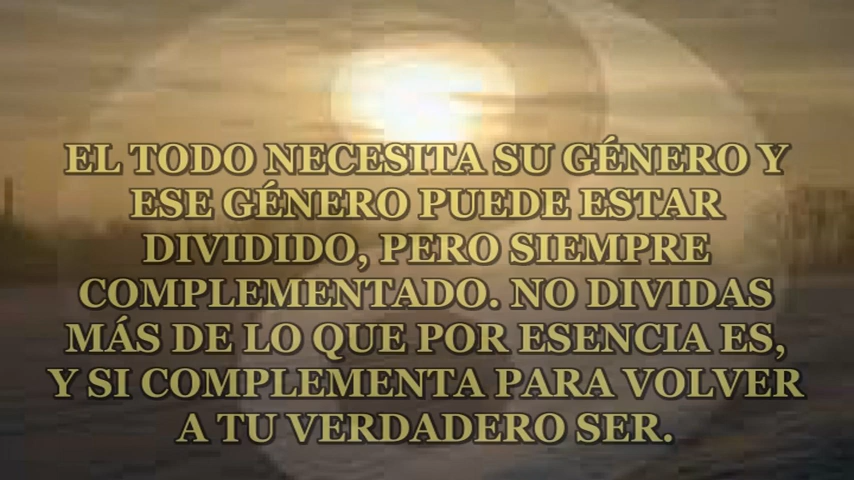 EL TODO NECESITA SU GÉNERO Y
ESE GÉNERO PUEDE ESTAR
DIVIDIDO, PERO SIEMPRE
COMPLEMENTADO. NO DIVIDAS
MÁS DE LO QUE POR ESENCIA ES,
Y SI COMPLEMENTA PARA VOLVER
A TU VERDADERO SER.